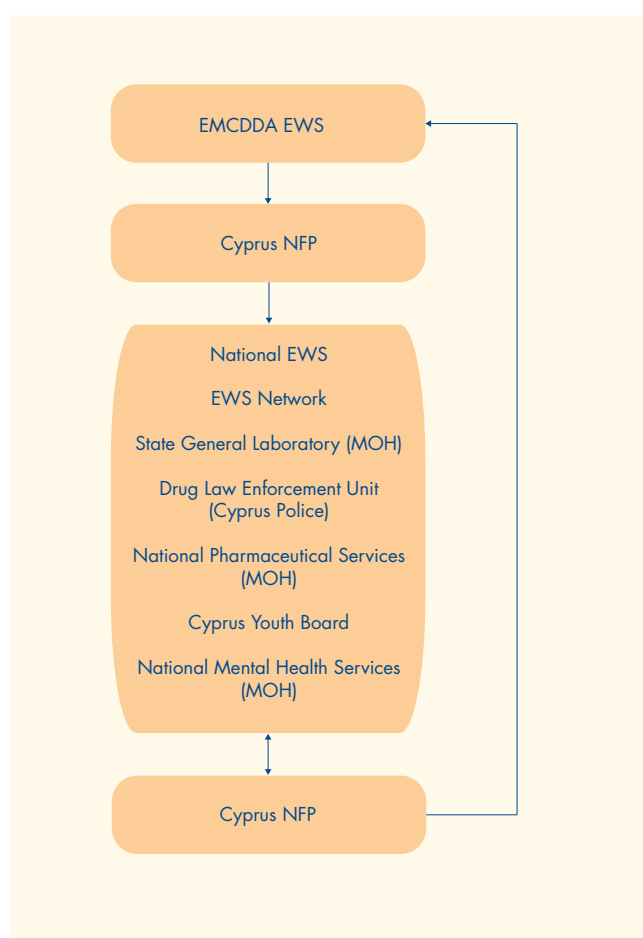 EMCDDA EWS
Cyprus NFP
National EWS
EWS Network
State General Laboratory (MOH)
Drug Law Enforcement Unit
(Cyprus Police)
National Pharmaceutical Services
(MOH)
Cyprus Youth Board
National Mental Health Services
(MOH)
Cyprus NFP